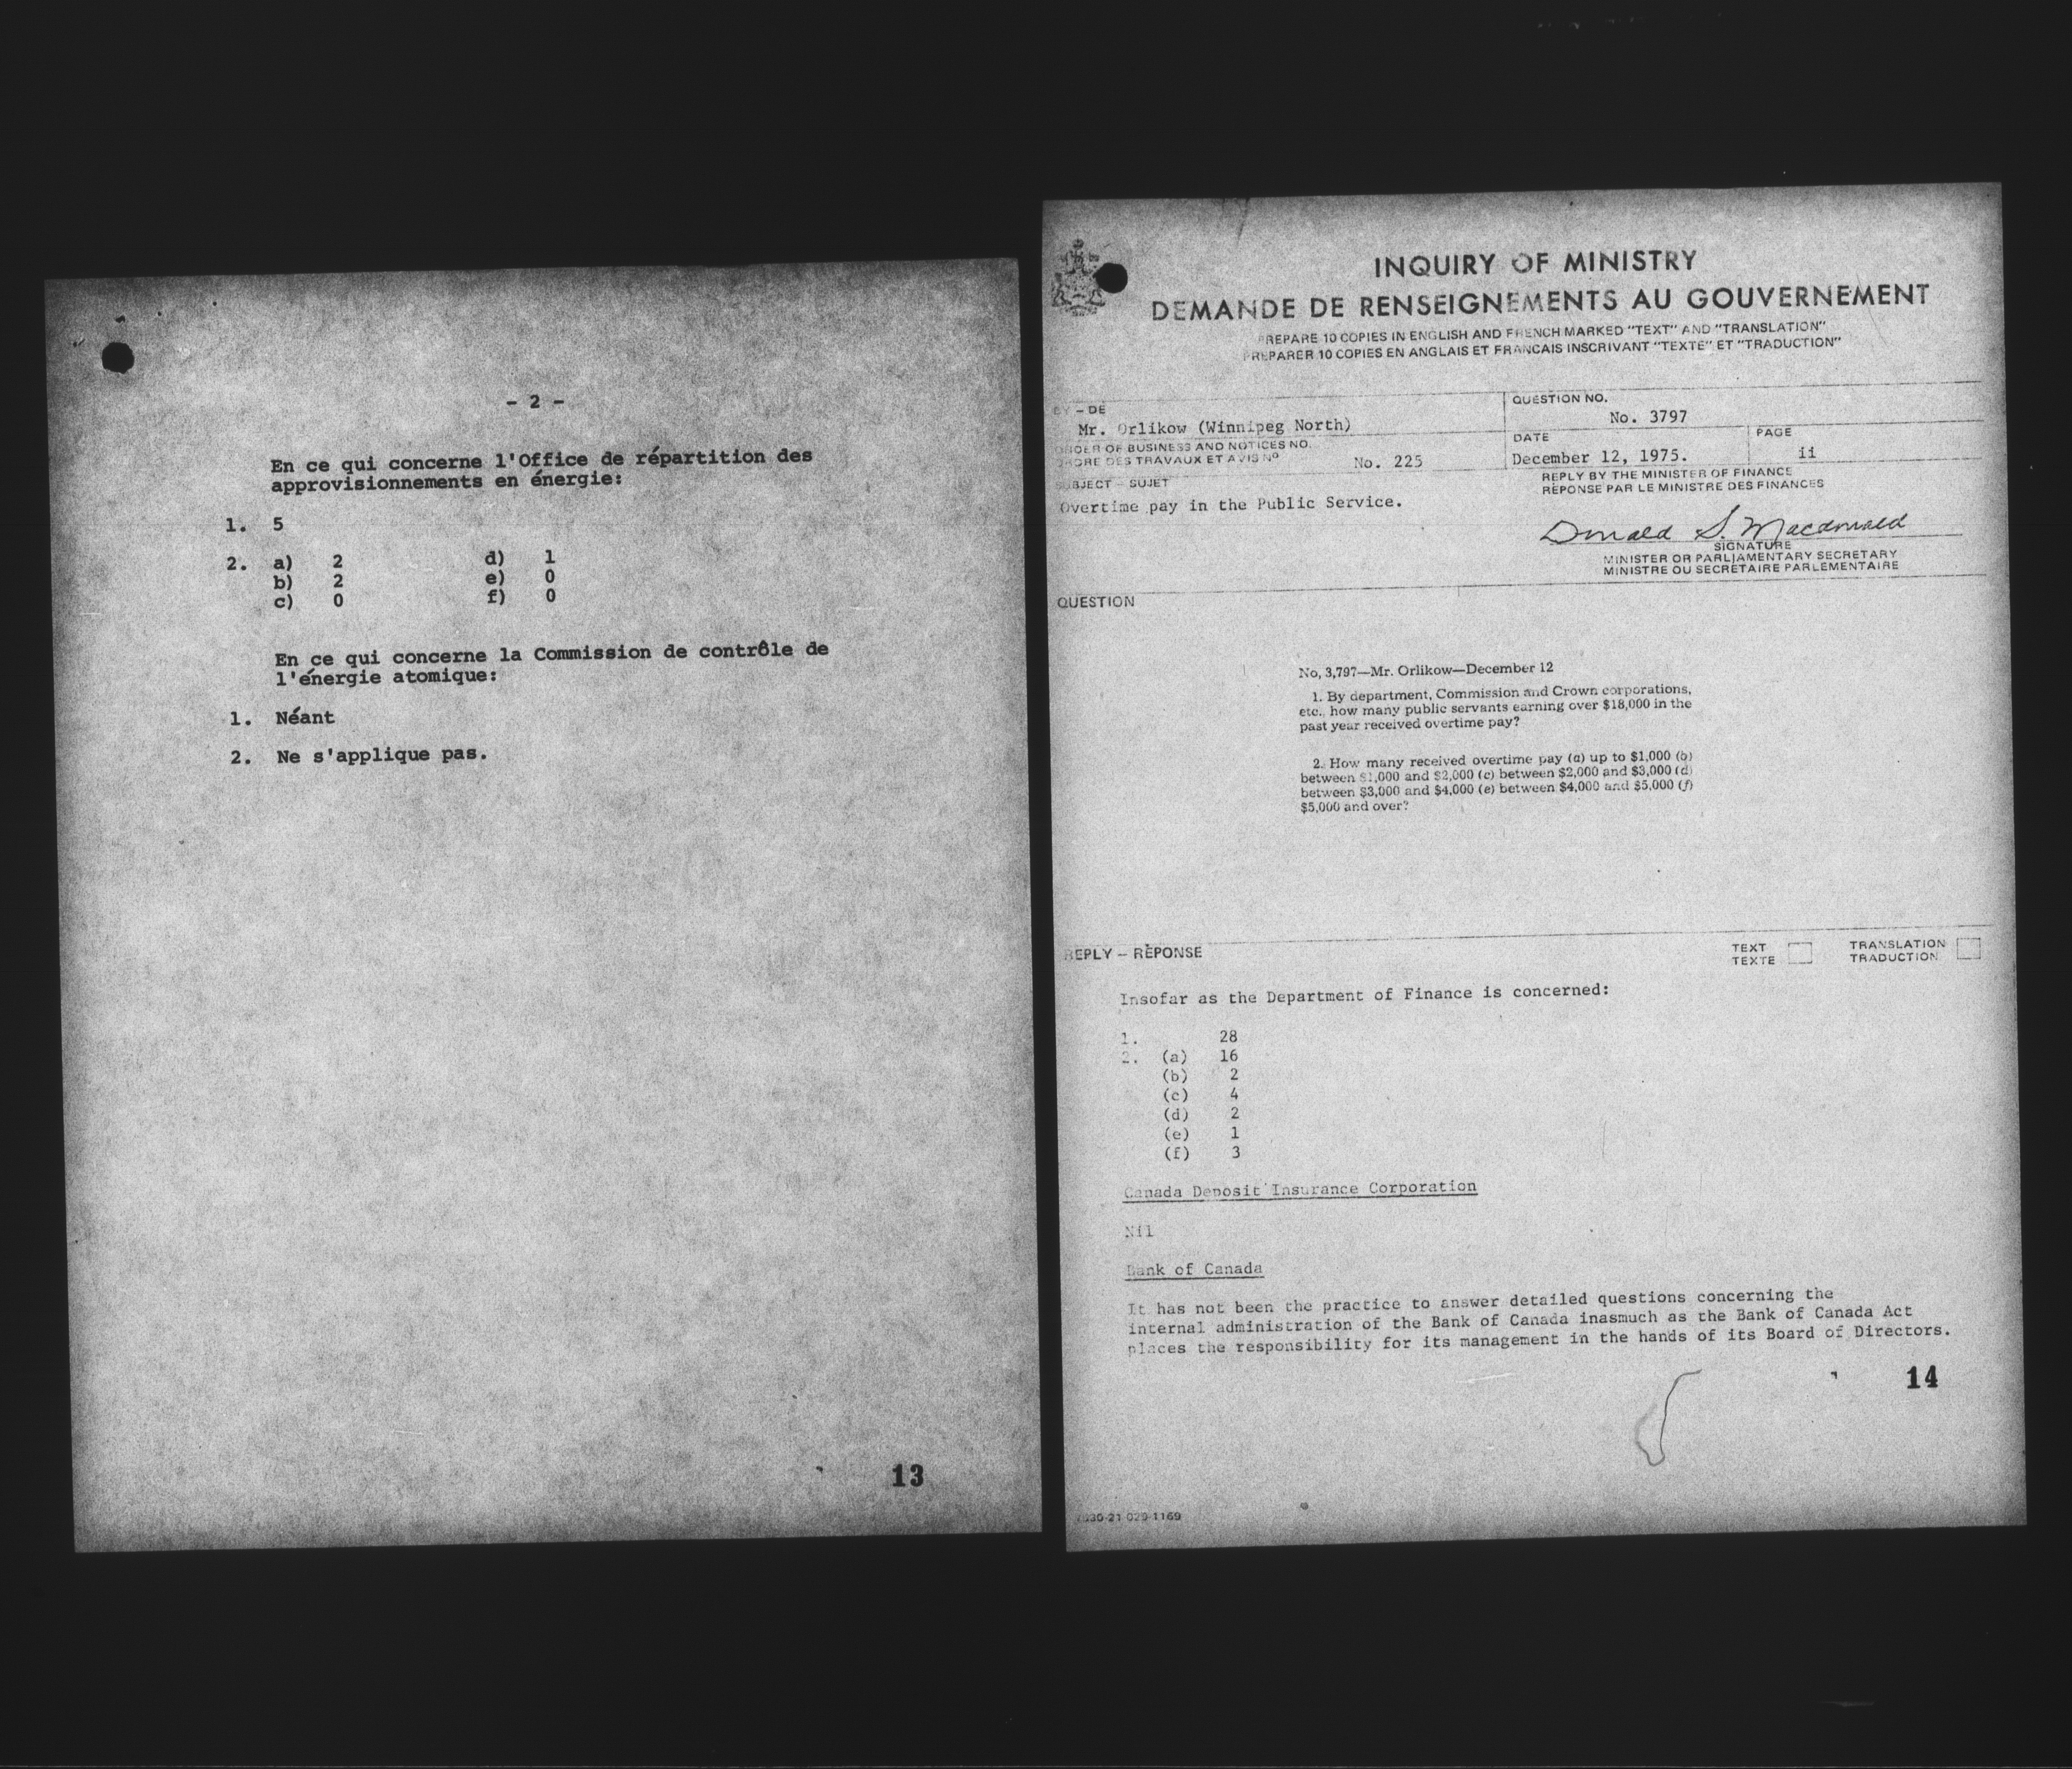 - 2 -
En ce qui concerne l'Office de répartition des
approvisionnements en énergie:
1. 5
2. a) 2 d) 1
b) 2 e) 0
c) 0 f) 0
En ce qui concerne la Commission de contrôle de
l'énergie atomique:
1. Néant
2. Ne s'applique pas.
13
INQUIRY OF MINISTRY
DEMANDE DE RENSEIGNEMENTS AU GOUVERNEMENT
PREPARE 10 COPIES IN ENGLISH AND FRENCH MARKED "TEXT" AND "TRANSLATION"
PREPARER 10 COPIES EN ANGLAIS ET FRANCAIS INSCRIVANT "TEXTE" ET "TRADUCTION"
BY - DE
Mr. Orlikow (Winnipeg North)
QUESTION NO.
No. 3797
ORDER OF BUSINESS AND NOTICES NO.
ORDRE DES TRAVAUX ET AVIS Nº
No. 225
DATE
December 12, 1975.
PAGE
ii
SUBJECT - SUJET
Overtime pay in the Public Service.
REPLY BY THE MINISTER OF FINANCE
REPONSE PAR LE MINISTRE DES FINANCES
Donald S. Macdonald
SIGNATURE
MINISTER OR PARLIAMENTARY SECRETARY
MINISTRE OU SECRETAIRE PARLEMENTAIRE
QUESTION
No. 3,797—Mr. Orlikow—December 12
1. By department, Commission and Crown corporations,
etc., how many public servants earning over $18,000 in the
past year received overtime pay?
2. How many received overtime pay (a) up to $1,000 (b)
between $1,000 and $2,000 (c) between $2,000 and $3,000 (d)
between $3,000 and $4,000 (e) between $4,000 and $5,000 (f)
$5,000 and over?
REPLY - REPONSE
TEXT
TEXTE
TRANSLATION
TRADUCTION
Insofar as the Department of Finance is concerned:
1. 28
2. (a) 16
(b) 2
(c) 4
(d) 2
(e) 1
(f) 3
Canada Deposit Insurance Corporation
Nil
Bank of Canada
It has not been the practice to answer detailed questions concerning the
internal administration of the Bank of Canada inasmuch as the Bank of Canada Act
places the responsibility for its management in the hands of its Board of Directors.
14